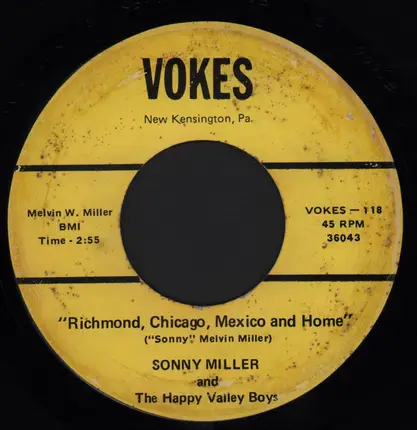 VOKES
New Kensington, Pa.
Melvin W. Miller
BMI
Time - 2:55
VOKES — 118
45 RPM
36043
"Richmond, Chicago, Mexico and Home"
("Sonny" Melvin Miller)
SONNY MILLER
and
The Happy Valley Boys